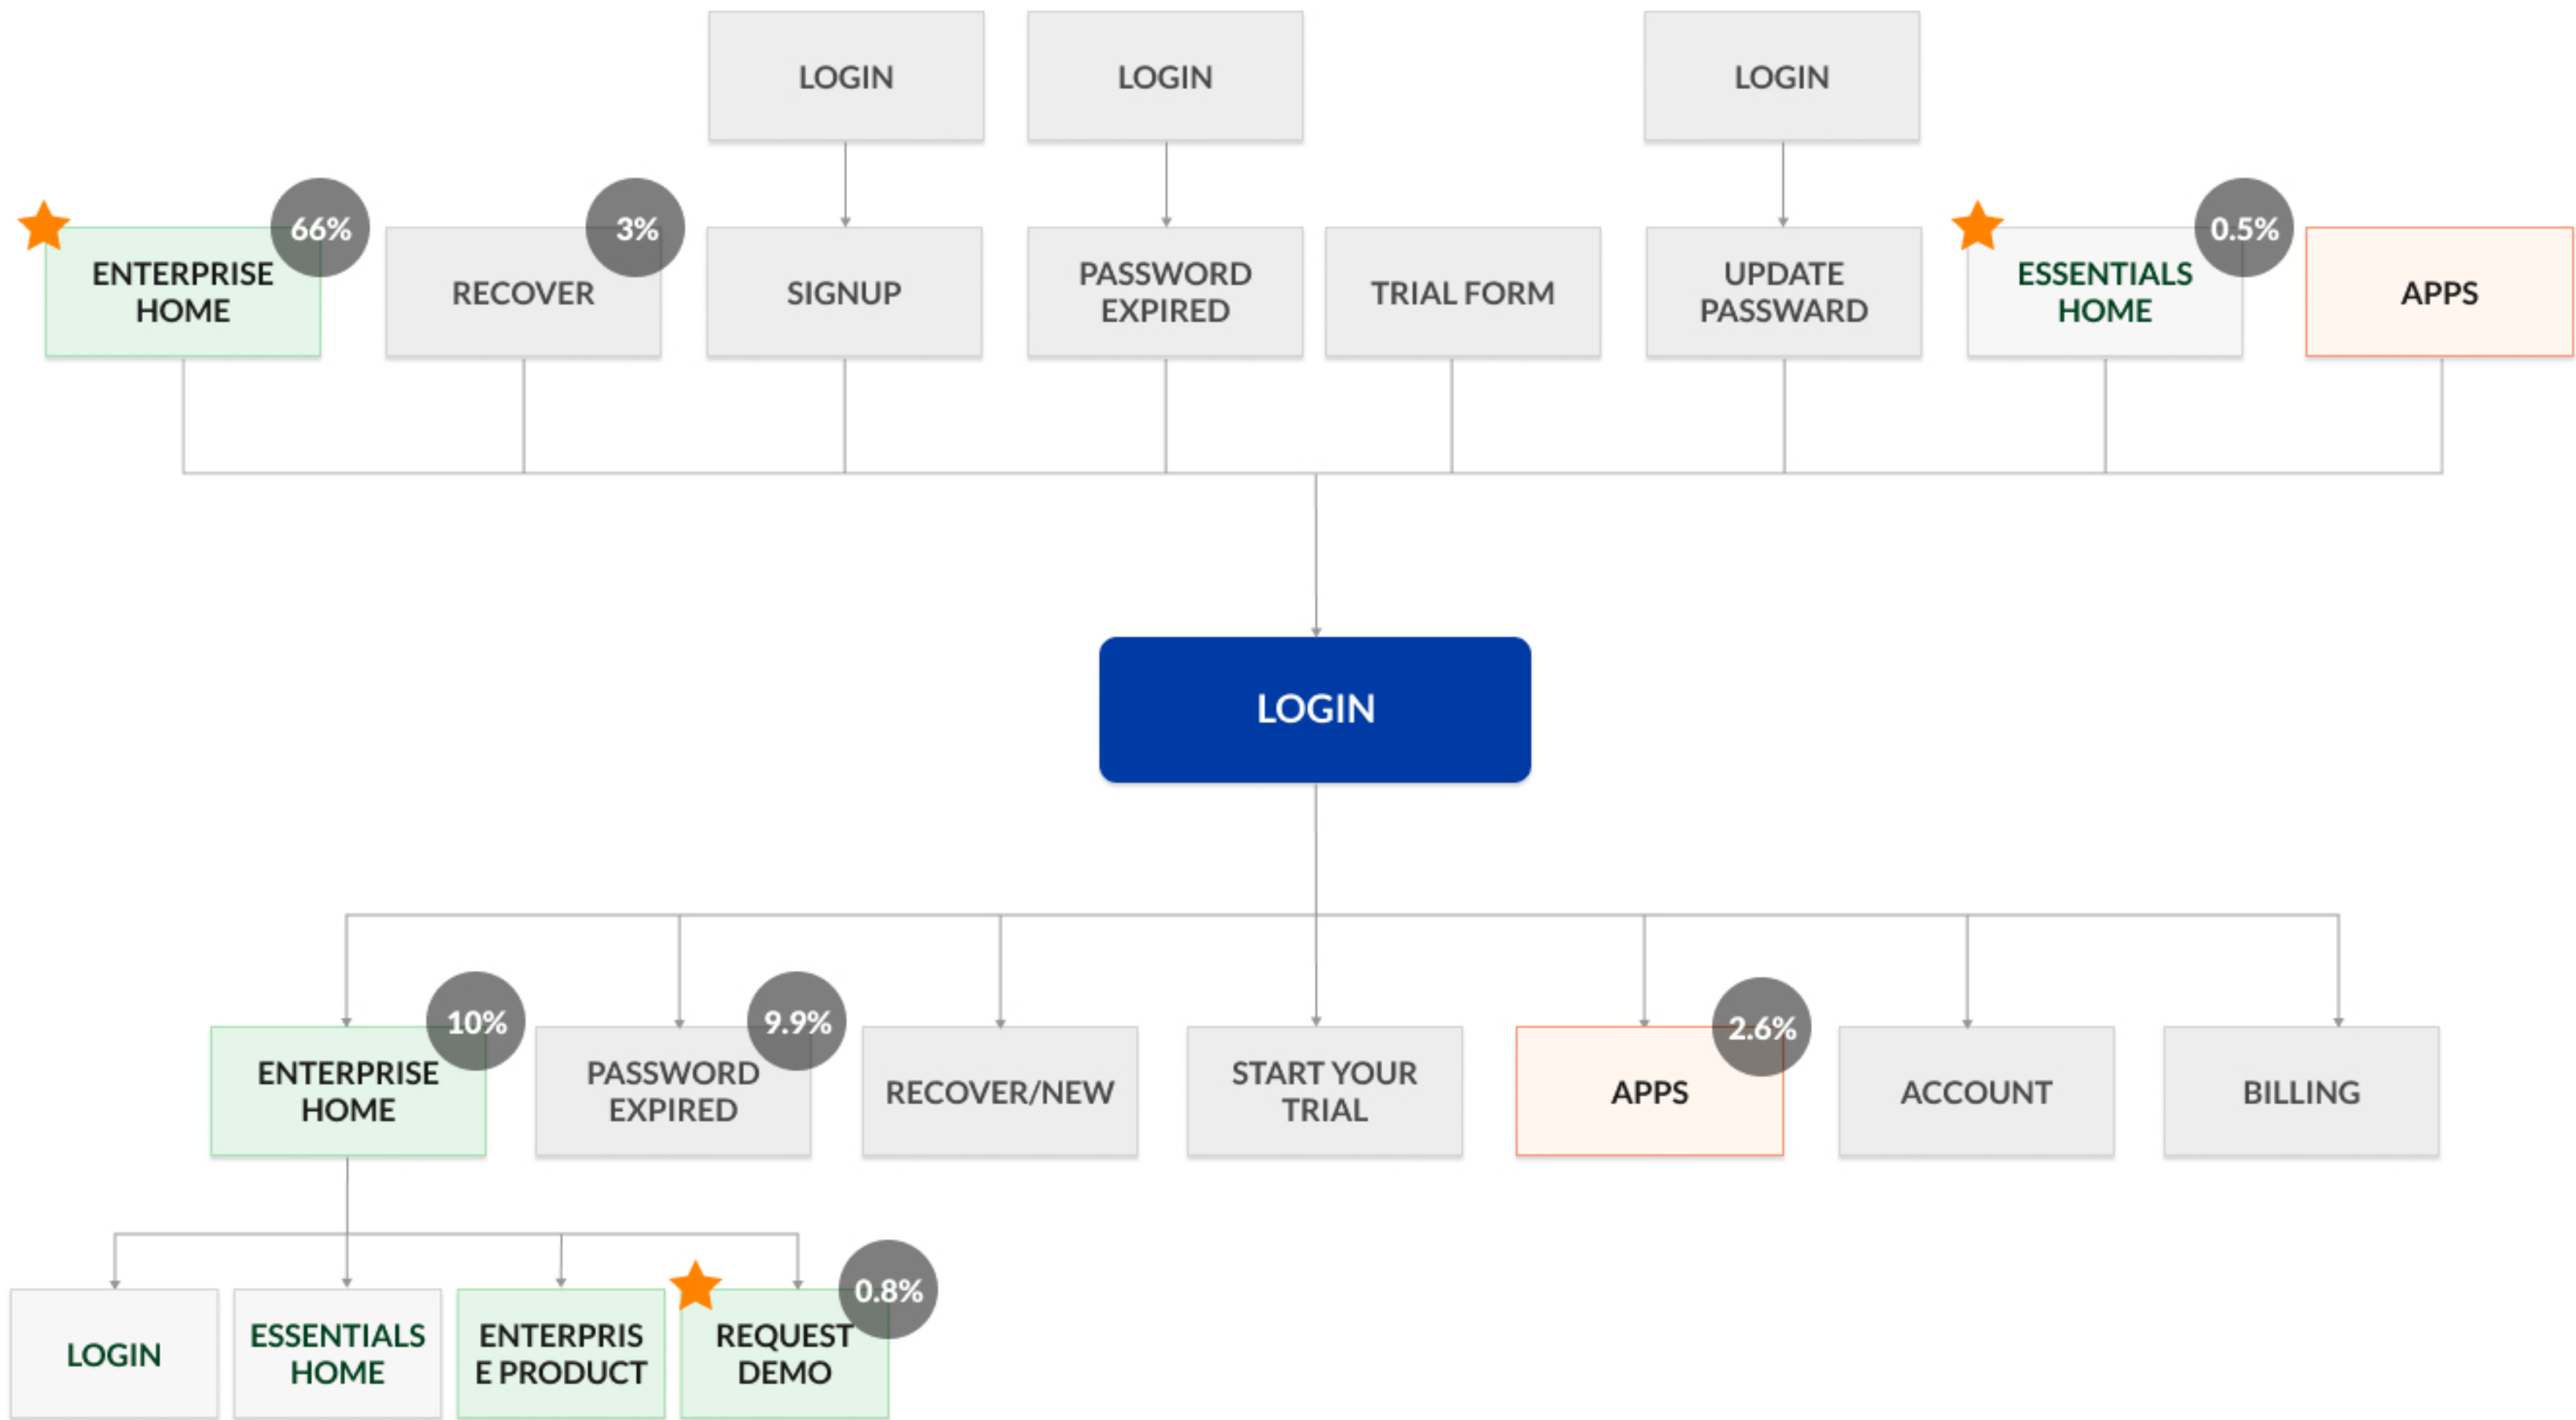 LOGIN
LOGIN
LOGIN
66%
3%
0.5%
ENTERPRISE
HOME
RECOVER
SIGNUP
PASSWORD
EXPIRED
TRIAL FORM
UPDATE
PASSWARD
ESSENTIALS
HOME
APPS
LOGIN
10%
9.9%
2.6%
ENTERPRISE
HOME
PASSWORD
EXPIRED
RECOVER/NEW
START YOUR
TRIAL
APPS
ACCOUNT
BILLING
0.8%
LOGIN
ESSENTIALS
HOME
ENTERPRIS
E PRODUCT
REQUEST
DEMO